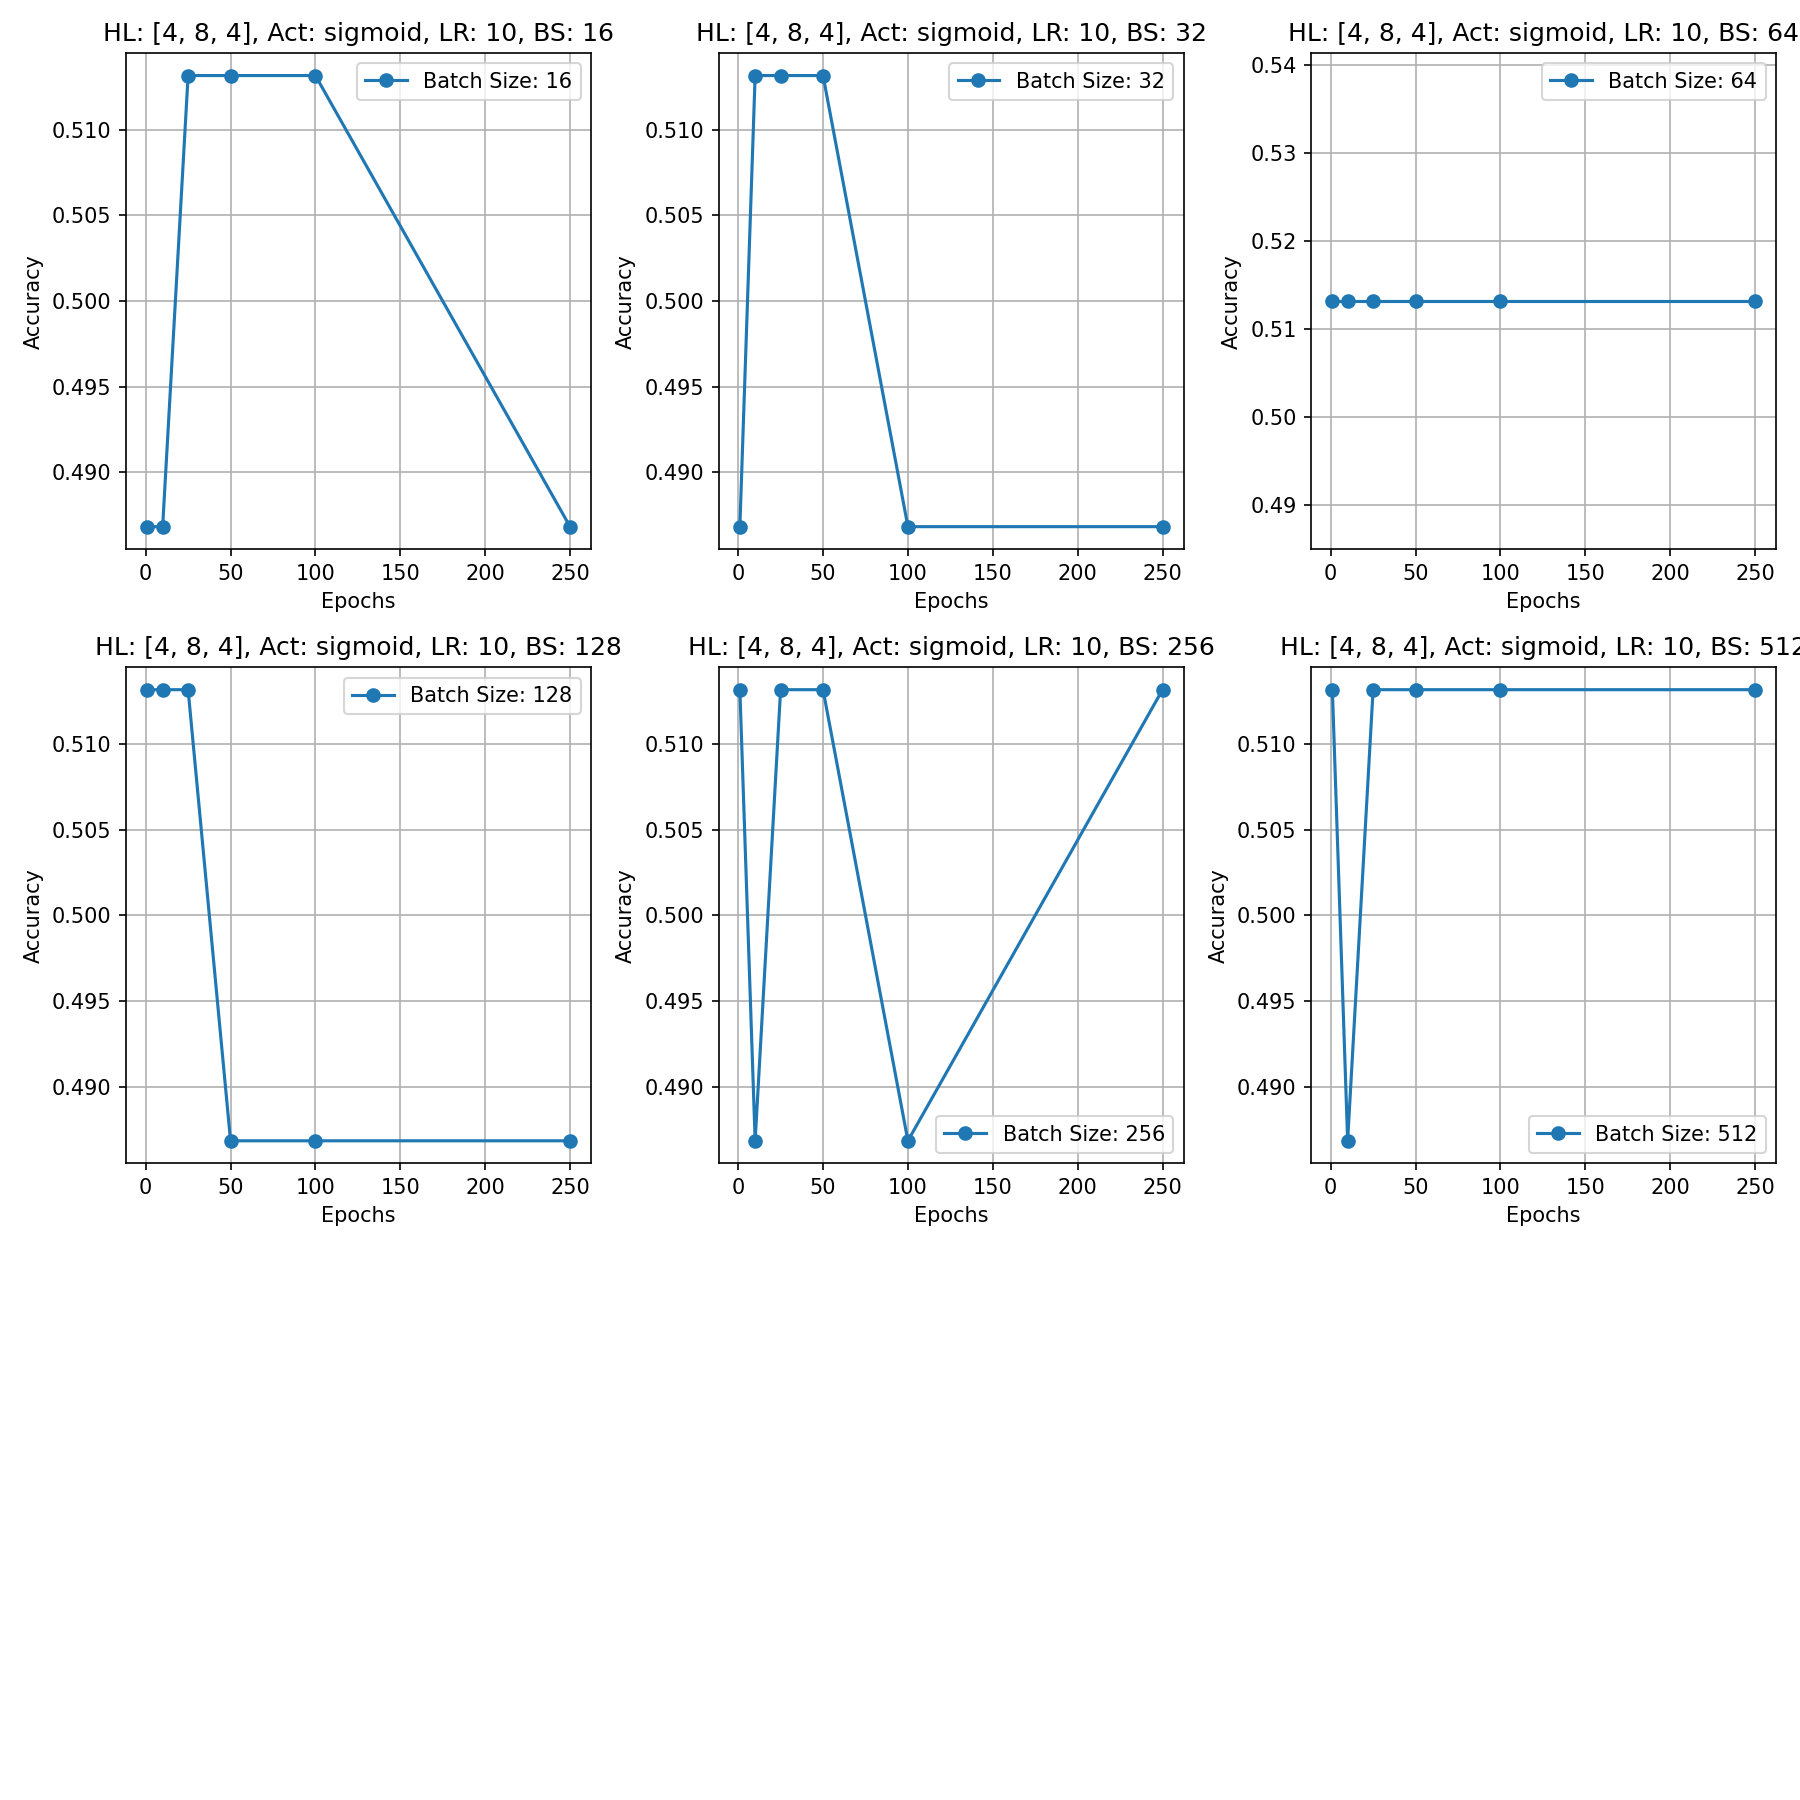 HL: [4, 8, 4], Act: sigmoid, LR: 10, BS: 16
Batch Size: 16
0.510
0.505
0.500
0.495
0.490
Accuracy
0 50 100 150 200 250
Epochs
HL: [4, 8, 4], Act: sigmoid, LR: 10, BS: 32
Batch Size: 32
0.510
0.505
0.500
0.495
0.490
Accuracy
0 50 100 150 200 250
Epochs
HL: [4, 8, 4], Act: sigmoid, LR: 10, BS: 64
Batch Size: 64
0.54
0.53
0.52
0.51
0.50
0.49
Accuracy
0 50 100 150 200 250
Epochs
HL: [4, 8, 4], Act: sigmoid, LR: 10, BS: 128
Batch Size: 128
0.510
0.505
0.500
0.495
0.490
Accuracy
0 50 100 150 200 250
Epochs
HL: [4, 8, 4], Act: sigmoid, LR: 10, BS: 256
0.510
0.505
0.500
0.495
0.490
Accuracy
Batch Size: 256
0 50 100 150 200 250
Epochs
HL: [4, 8, 4], Act: sigmoid, LR: 10, BS: 512
0.510
0.505
0.500
0.495
0.490
Accuracy
Batch Size: 512
0 50 100 150 200 250
Epochs